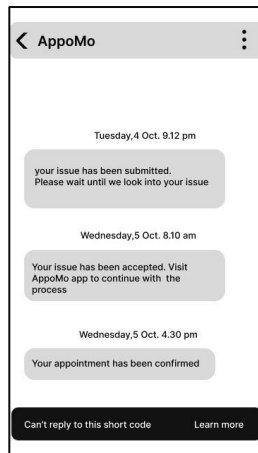 AppoMo
Tuesday,4 Oct. 9.12 pm
your issue has been submitted.
Please wait until we look into your issue
Wednesday,5 Oct. 8.10 am
Your issue has been accepted. Visit
AppoMo app to continue with the
process
Wednesday,5 Oct. 4.30 pm
Your appointment has been confirmed
Can't reply to this short code Learn more